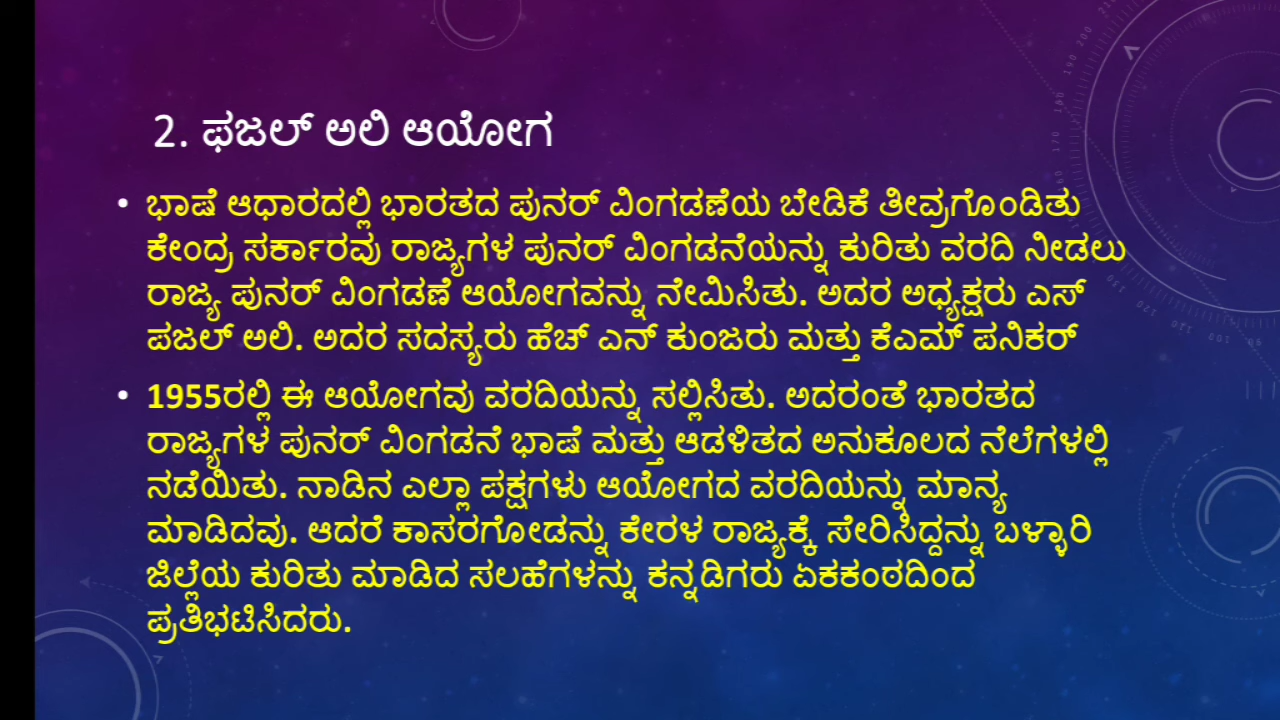 2. ಫಜಲ್ ಅಲಿ ಆಯೋಗ
• ಭಾಷೆ ಆಧಾರದಲ್ಲಿ ಭಾರತದ ಪುನರ್ ವಿಂಗಡಣೆಯ ಬೇಡಿಕೆ ತೀವ್ರಗೊಂಡಿತು
ಕೇಂದ್ರ ಸರ್ಕಾರವು ರಾಜ್ಯಗಳ ಪುನರ್ ವಿಂಗಡನೆಯನ್ನು ಕುರಿತು ವರದಿ ನೀಡಲು
ರಾಜ್ಯ ಪುನರ್ ವಿಂಗಡಣೆ ಆಯೋಗವನ್ನು ನೇಮಿಸಿತು. ಅದರ ಅಧ್ಯಕ್ಷರು ಎಸ್
ಪಜಲ್ ಅಲಿ. ಅದರ ಸದಸ್ಯರು ಹೆಚ್ ಎನ್ ಕುಂಜರು ಮತ್ತು ಕೆಎಮ್ ಪನಿಕರ್
• 1955ರಲ್ಲಿ ಈ ಆಯೋಗವು ವರದಿಯನ್ನು ಸಲ್ಲಿಸಿತು. ಅದರಂತೆ ಭಾರತದ
ರಾಜ್ಯಗಳ ಪುನರ್ ವಿಂಗಡನೆ ಭಾಷೆ ಮತ್ತು ಆಡಳಿತದ ಅನುಕೂಲದ ನೆಲೆಗಳಲ್ಲಿ
ನಡೆಯಿತು. ನಾಡಿನ ಎಲ್ಲಾ ಪಕ್ಷಗಳು ಆಯೋಗದ ವರದಿಯನ್ನು ಮಾನ್ಯ
ಮಾಡಿದವು. ಆದರೆ ಕಾಸರಗೋಡನ್ನು ಕೇರಳ ರಾಜ್ಯಕ್ಕೆ ಸೇರಿಸಿದ್ದನ್ನು ಬಳ್ಳಾರಿ
ಜಿಲ್ಲೆಯ ಕುರಿತು ಮಾಡಿದ ಸಲಹೆಗಳನ್ನು ಕನ್ನಡಿಗರು ಏಕಕಂಠದಿಂದ
ಪ್ರತಿಭಟಿಸಿದರು.